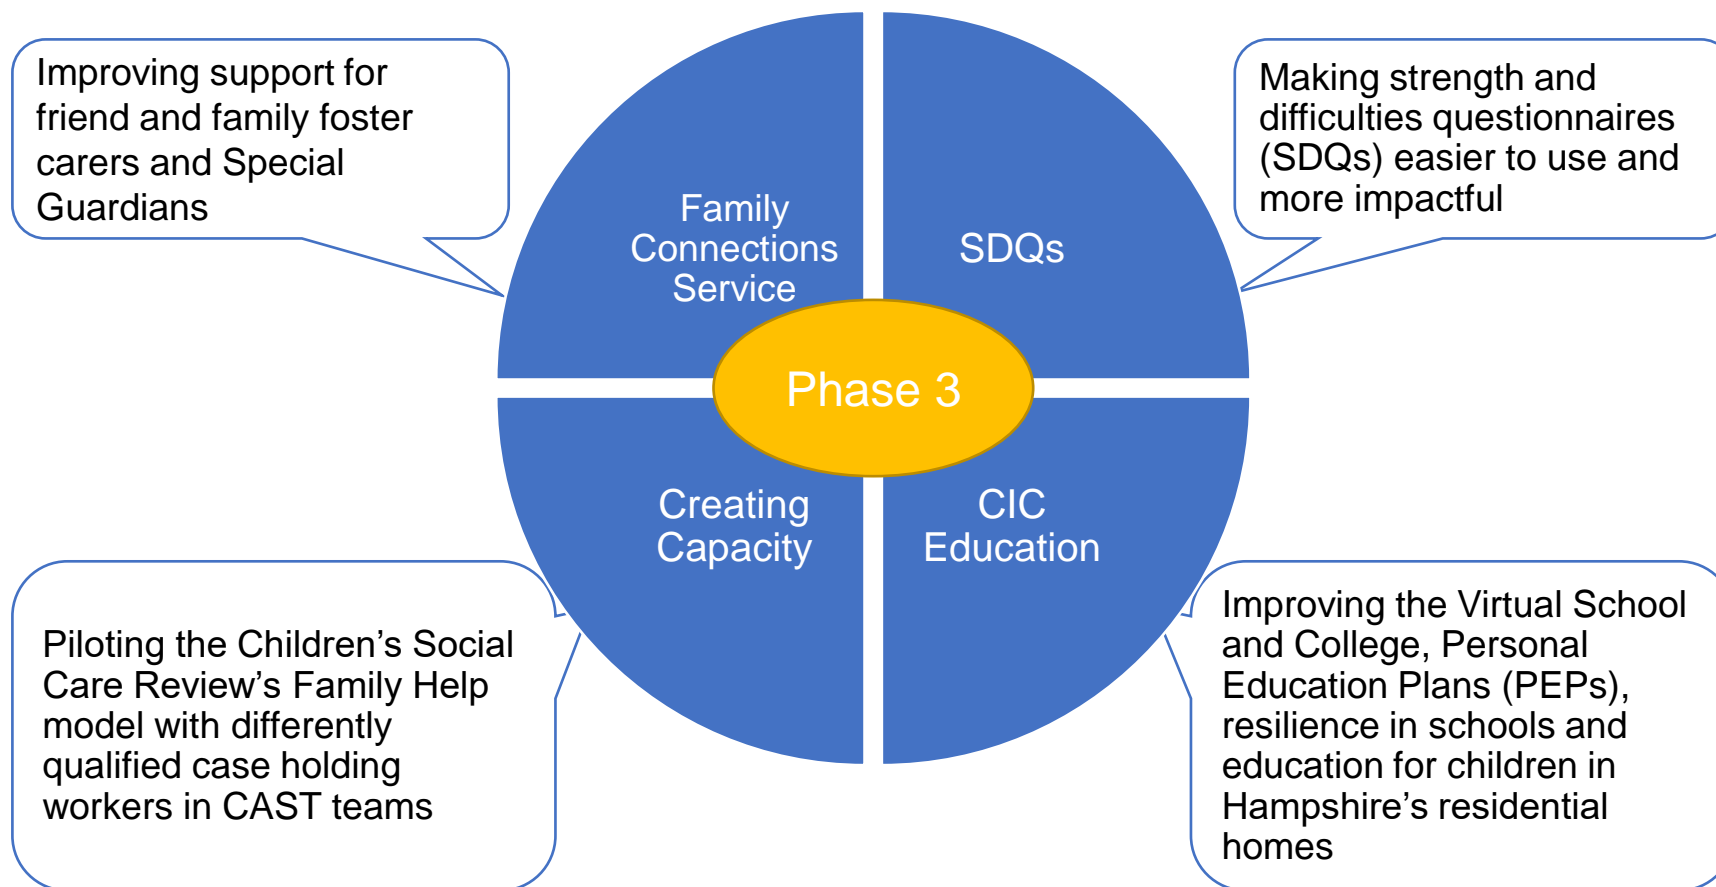 Improving support for
friend and family foster
carers and Special
Guardians
Making strength and
difficulties questionnaires
(SDQs) easier to use and
more impactful
Family
Connections
Service
SDQs
Phase 3
Creating
Capacity
CIC
Education
Piloting the Children’s Social
Care Review’s Family Help
model with differently
qualified case holding
workers in CAST teams
Improving the Virtual School
and College, Personal
Education Plans (PEPs),
resilience in schools and
education for children in
Hampshire’s residential
homes